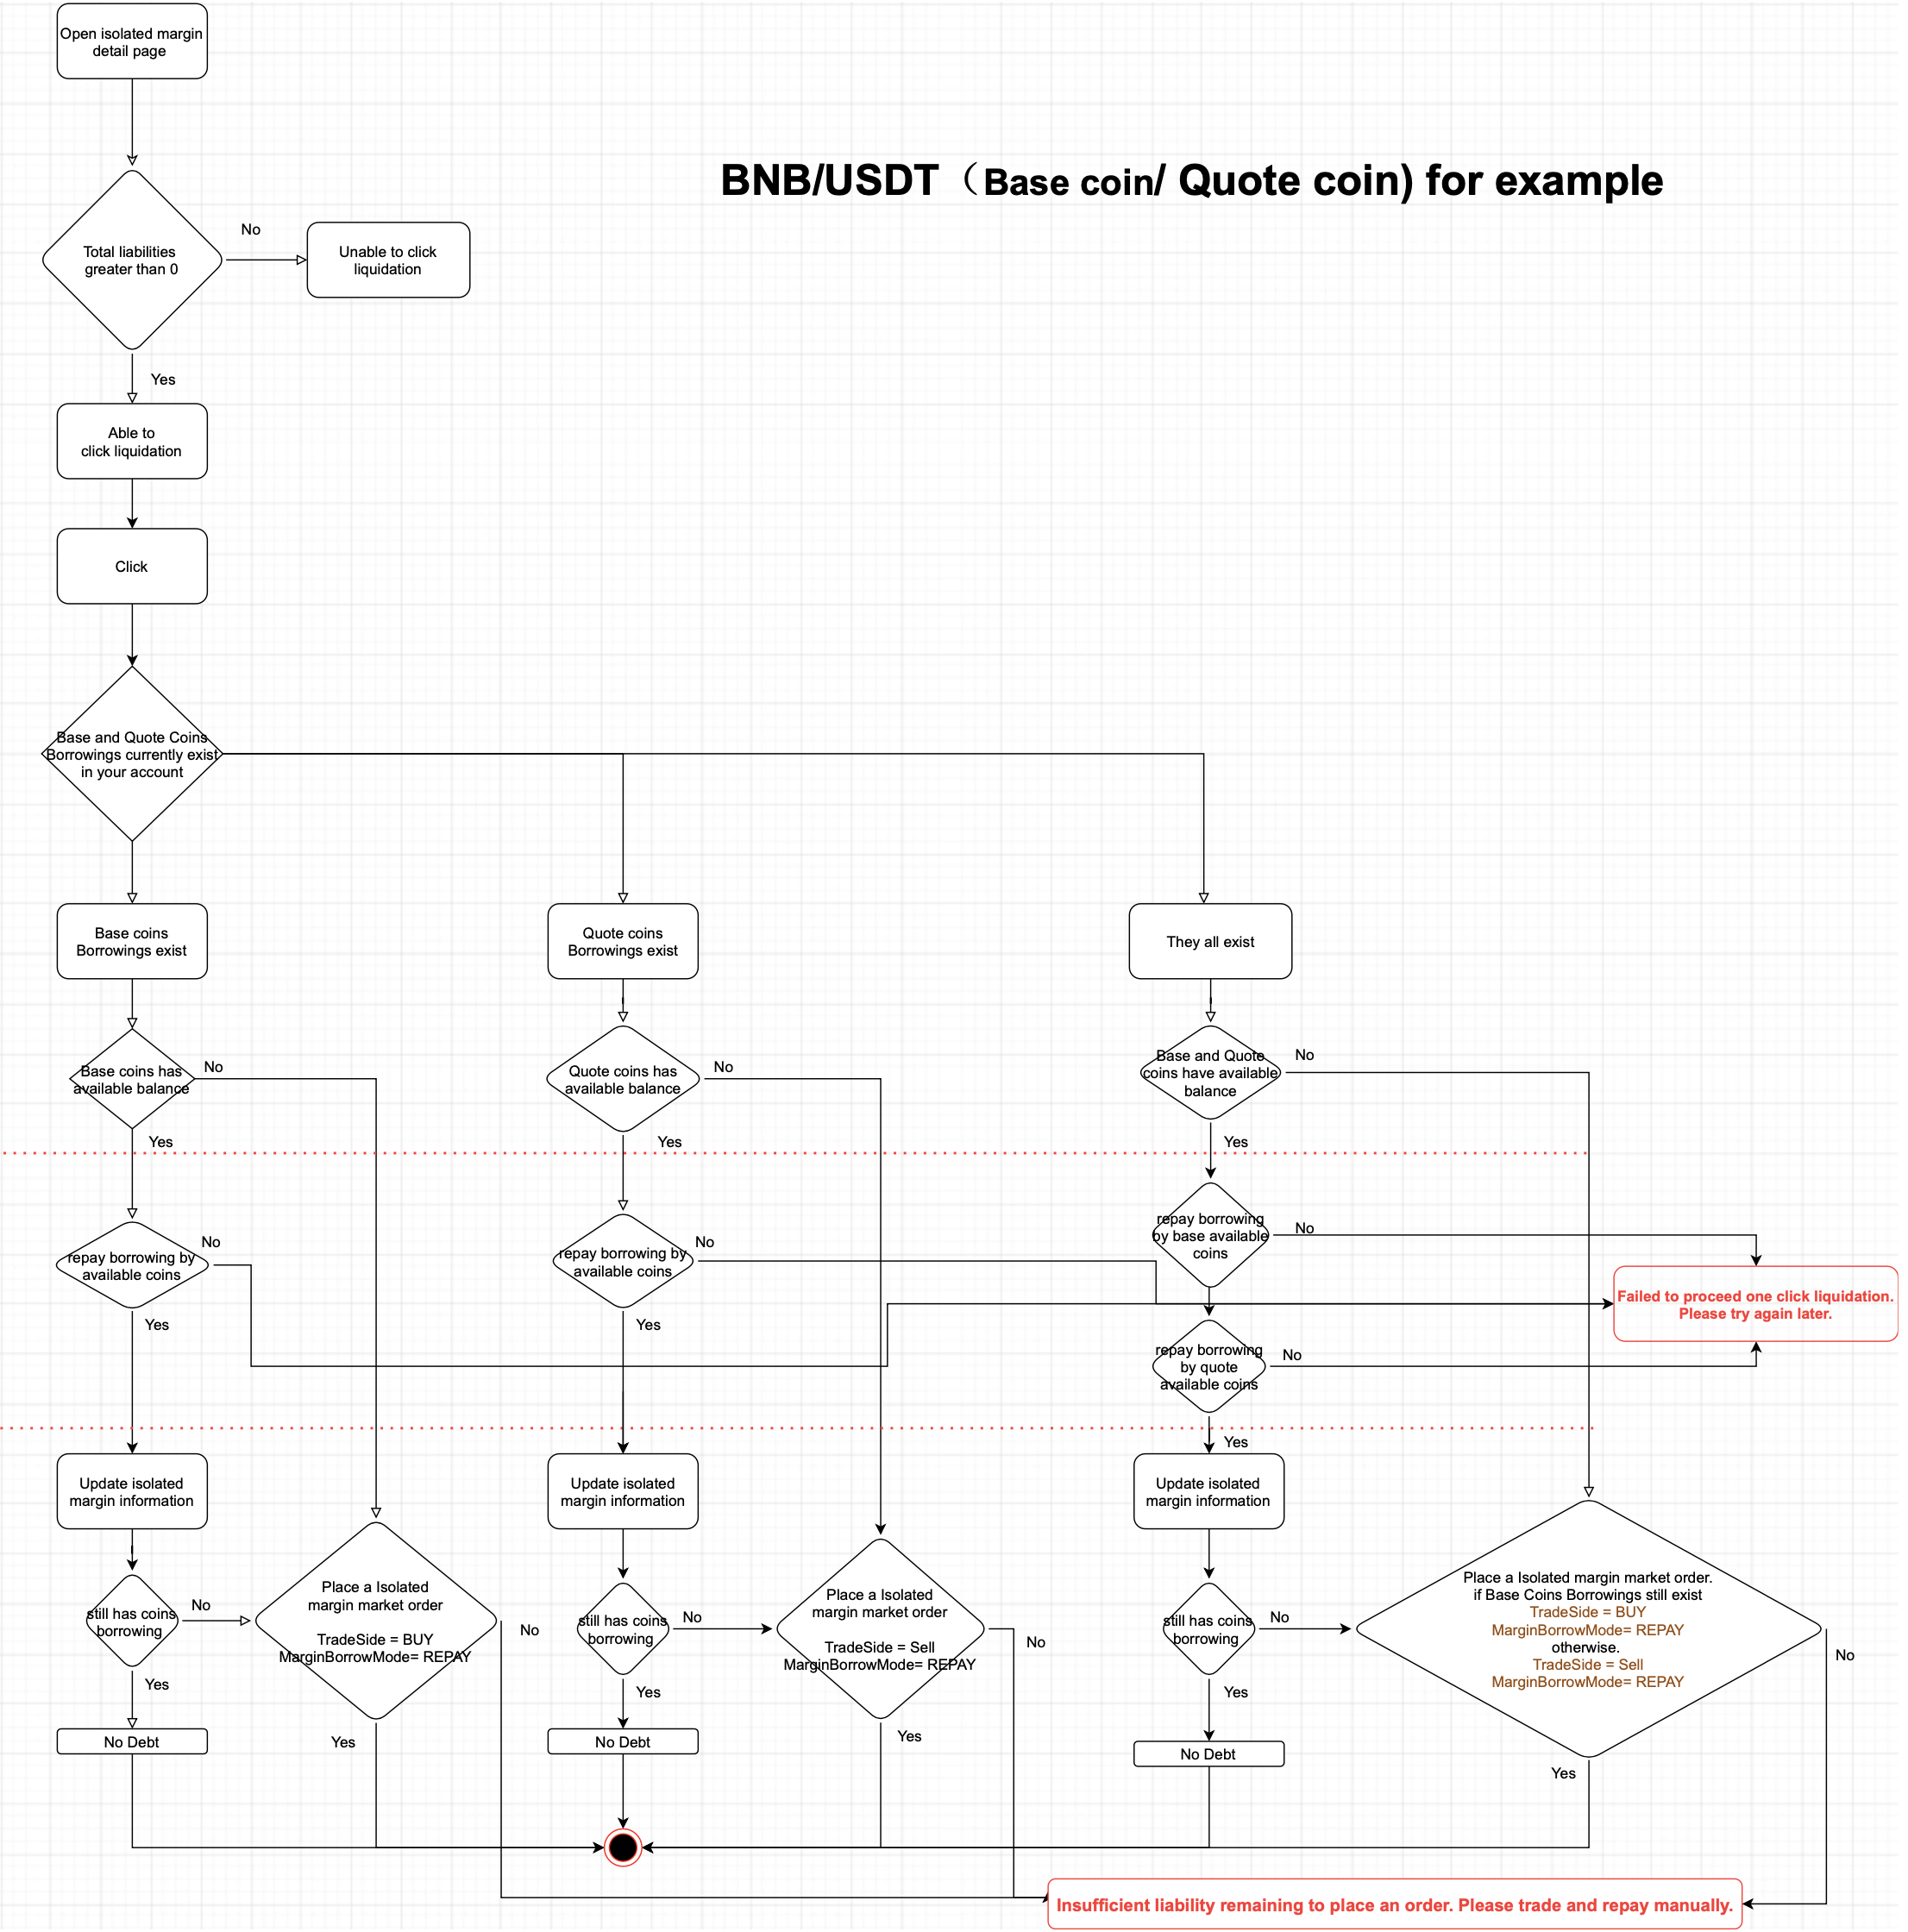 Open isolated margin
detail page
BNB/USDT（Base coin/ Quote coin) for example
Total liabilities
greater than 0
No
Unable to click
liquidation
Yes
Able to
click liquidation
Click
Base and Quote Coins
Borrowings currently exist
in your account
Base coins
Borrowings exist
Quote coins
Borrowings exist
They all exist
Base coins has
available balance
No
Quote coins has
available balance
No
Base and Quote
coins have available
balance
No
Yes
Yes
Yes
repay borrowing by
available coins
No
repay borrowing by
available coins
No
repay borrowing
by base available
coins
No
Failed to proceed one click liquidation.
Please try again later.
Yes
Yes
repay borrowing
by quote
available coins
No
Yes
Update isolated
margin information
Update isolated
margin information
Update isolated
margin information
still has coins
borrowing
No
Place a Isolated
margin market order
TradeSide = BUY
MarginBorrowMode= REPAY
No
still has coins
borrowing
No
Place a Isolated
margin market order
TradeSide = Sell
MarginBorrowMode= REPAY
No
still has coins
borrowing
No
Place a Isolated margin market order.
if Base Coins Borrowings still exist
TradeSide = BUY
MarginBorrowMode= REPAY
otherwise.
TradeSide = Sell
MarginBorrowMode= REPAY
No
Yes
Yes
Yes
No Debt
Yes
No Debt
Yes
No Debt
Yes
Insufficient liability remaining to place an order. Please trade and repay manually.